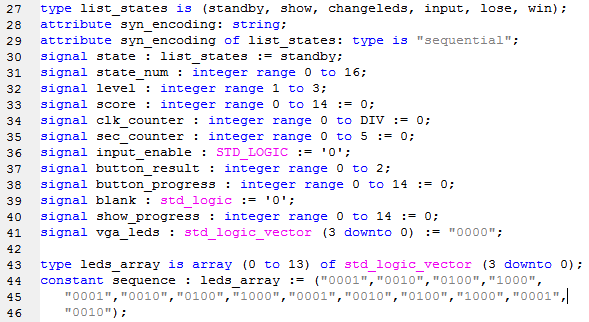 27 type list_states is (standby, show, changeleds, input, lose, win);
28 attribute syn_encoding: string;
29 attribute syn_encoding of list_states: type is "sequential";
30 signal state : list_states := standby;
31 signal state_num : integer range 0 to 16;
32 signal level : integer range 1 to 3;
33 signal score : integer range 0 to 14 := 0;
34 signal clk_counter : integer range 0 to DIV := 0;
35 signal sec_counter : integer range 0 to 5 := 0;
36 signal input_enable : STD_LOGIC := '0';
37 signal button_result : integer range 0 to 2;
38 signal button_progress : integer range 0 to 14 := 0;
39 signal blank : std_logic := '0';
40 signal show_progress : integer range 0 to 14 := 0;
41 signal vga_leds : std_logic_vector (3 downto 0) := "0000";
42
43 type leds_array is array (0 to 13) of std_logic_vector (3 downto 0);
44 constant sequence : leds_array := ("0001","0010","0100","1000",
45 "0001","0010","0100","1000","0001","0010","0100","1000","0001",
46 "0010");